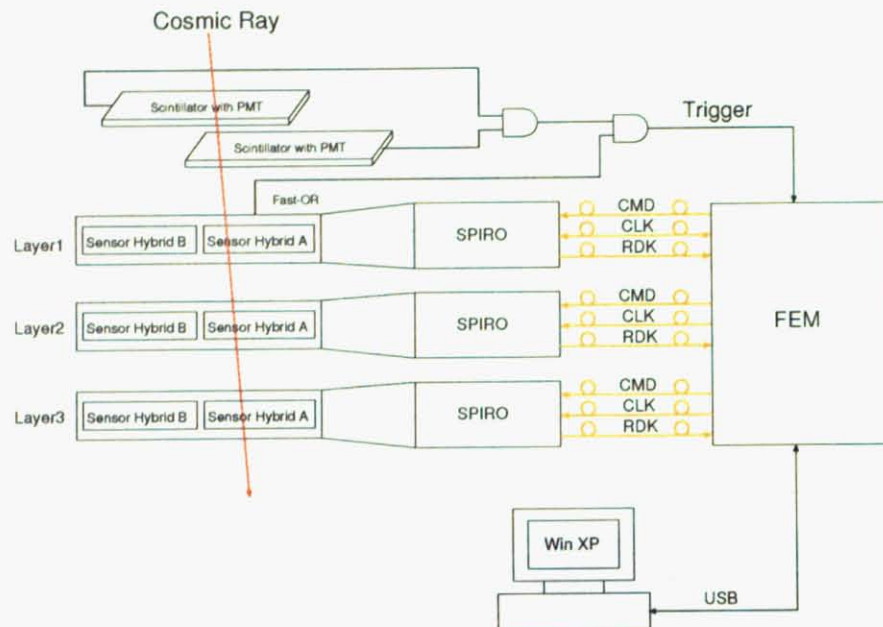 Cosmic Ray
Scintillator with PMT
Scintillator with PMT
Trigger
Fast-OR
Layer1
Sensor Hybrid B
Sensor Hybrid A
SPIRO
CMD
CLK
RDK
Layer2
Sensor Hybrid B
Sensor Hybrid A
SPIRO
CMD
CLK
RDK
FEM
Layer3
Sensor Hybrid B
Sensor Hybrid A
SPIRO
CMD
CLK
RDK
Win XP
USB